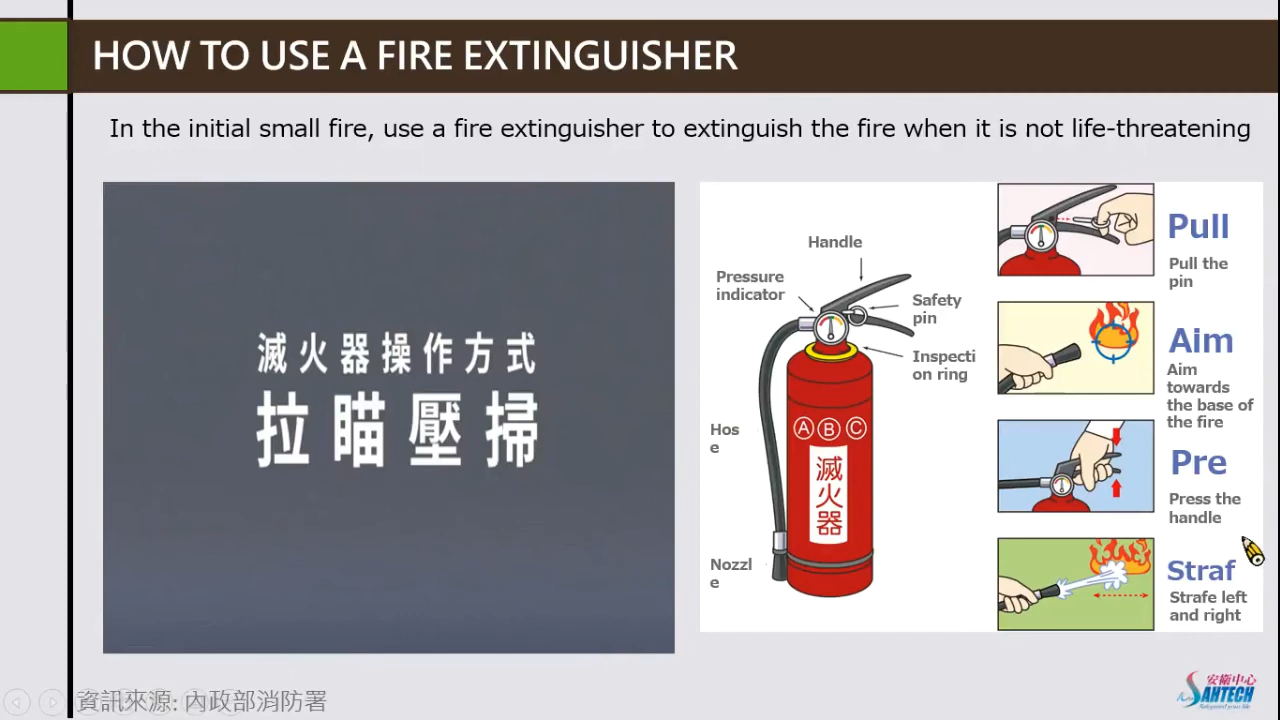 HOW TO USE A FIRE EXTINGUISHER
In the initial small fire, use a fire extinguisher to extinguish the fire when it is not life-threatening
滅火器操作方式
拉瞄壓掃
Handle
Pressure
indicator
Safety
pin
Inspecti
on ring
Hos
e
Nozzl
e
Ⓐ Ⓑ Ⓒ
滅火器
Pull
Pull the
pin
Aim
Aim
towards
the base of
the fire
Pre
Press the
handle
Straf
Strafe left
and right
資訊來源: 內政部消防署
安衛中心
SAHTECH